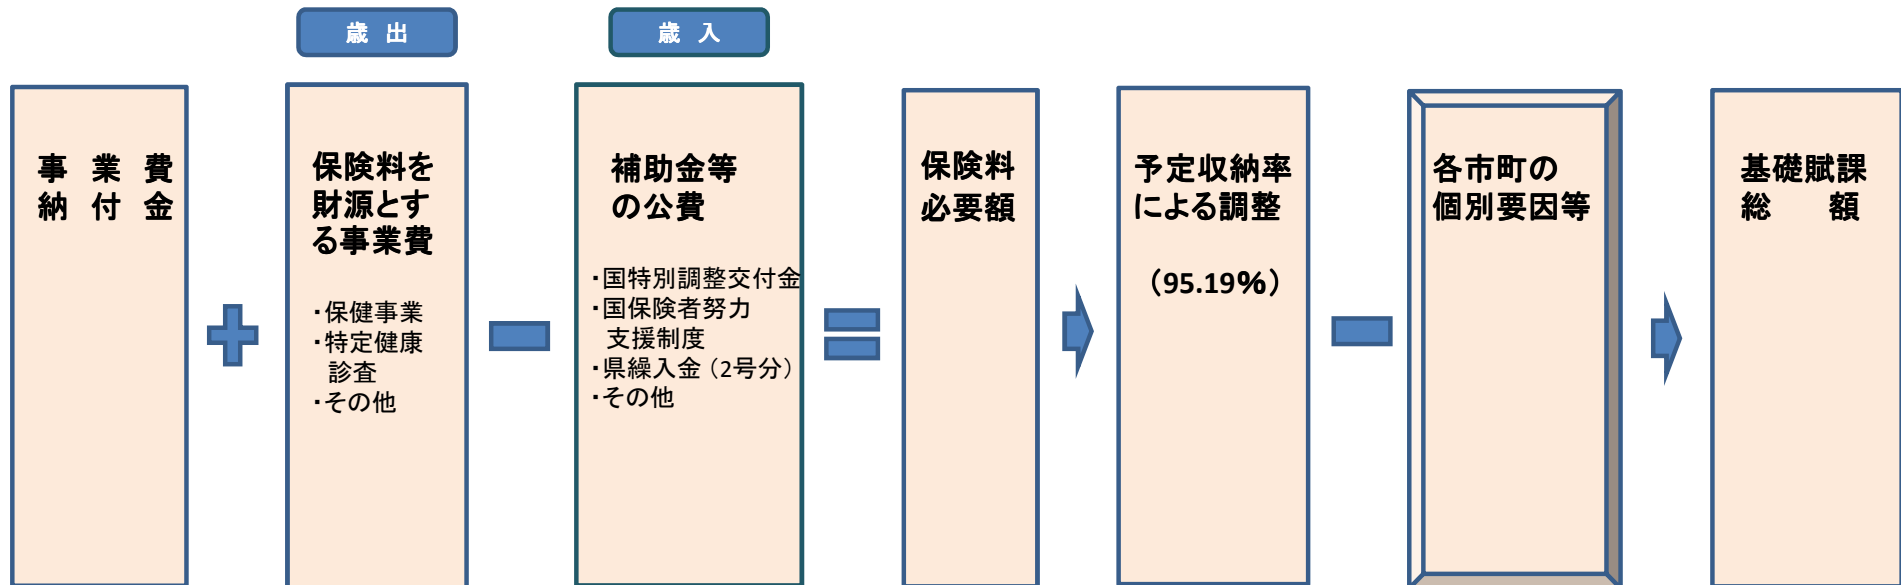 歳 出
歳 入
事 業 費
納 付 金
保険料を
財源とす
る事業費
・保健事業
・特定健康
診査
・その他
補助金等
の公費
・国特別調整交付金
・国保険者努力
支援制度
・県繰入金（2号分）
・その他
保険料
必要額
予定収納率
による調整
（95.19％）
各市町の
個別要因等
基礎賦課
総 額